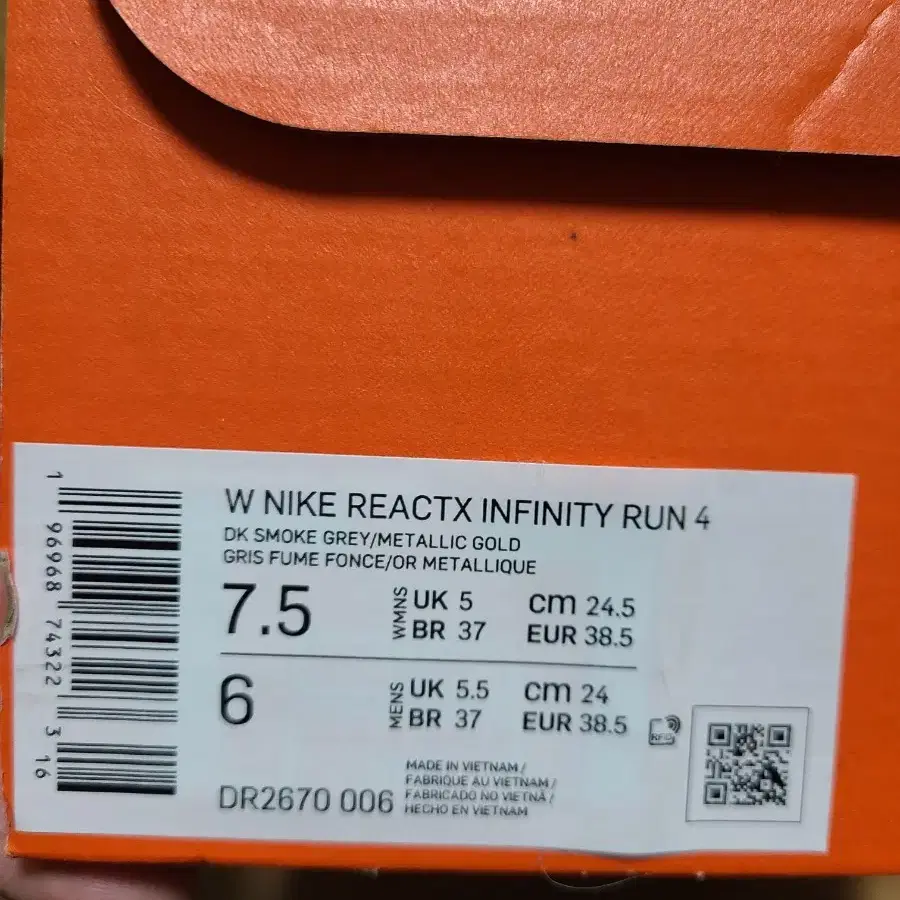 W NIKE REACTX INFINITY RUN 4
DK SMOKE GREY/METALLIC GOLD
GRIS FUME FONCE/OR METALLIQUE
7.5 WMNS UK 5 cm 24.5
BR 37 EUR 38.5
6 MENS UK 5.5 cm 24
BR 37 EUR 38.5
RFID
DR2670 006
MADE IN VIETNAM /
FABRIQUE AU VIETNAM /
FABRICADO NO VIETNÃ /
HECHO EN VIETNAM
1 96968 74322 3 16